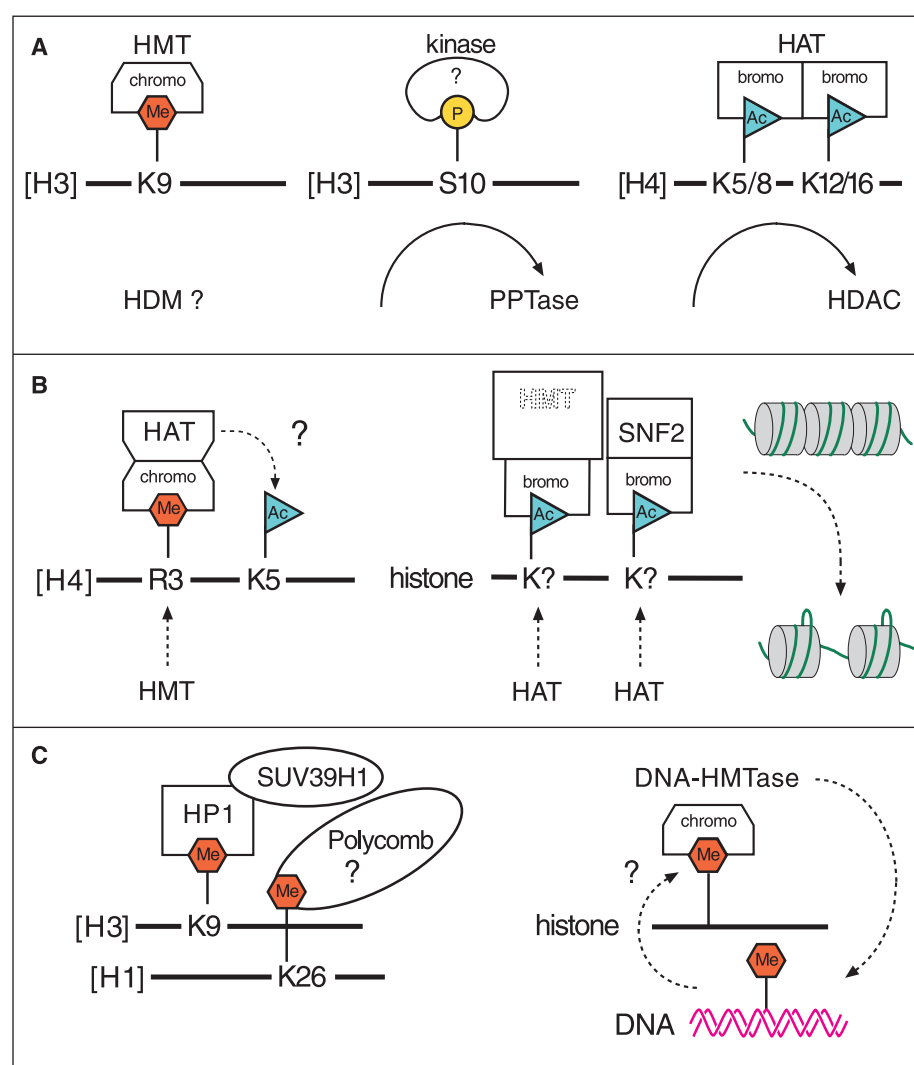 A
HMT
chromo
Me
[H3]
K9
HDM ?
kinase
?
P
[H3]
S10
PPTase
HAT
bromo
bromo
Ac
Ac
[H4]
K5/8
K12/16
HDAC
B
HAT
?
chromo
Me
Ac
[H4]
R3
K5
HMT
HMT
SNF2
bromo
bromo
Ac
Ac
histone
K?
K?
HAT
HAT
C
SUV39H1
HP1
Polycomb
?
Me
Me
[H3]
K9
[H1]
K26
DNA-HMTase
chromo
Me
?
histone
Me
DNA